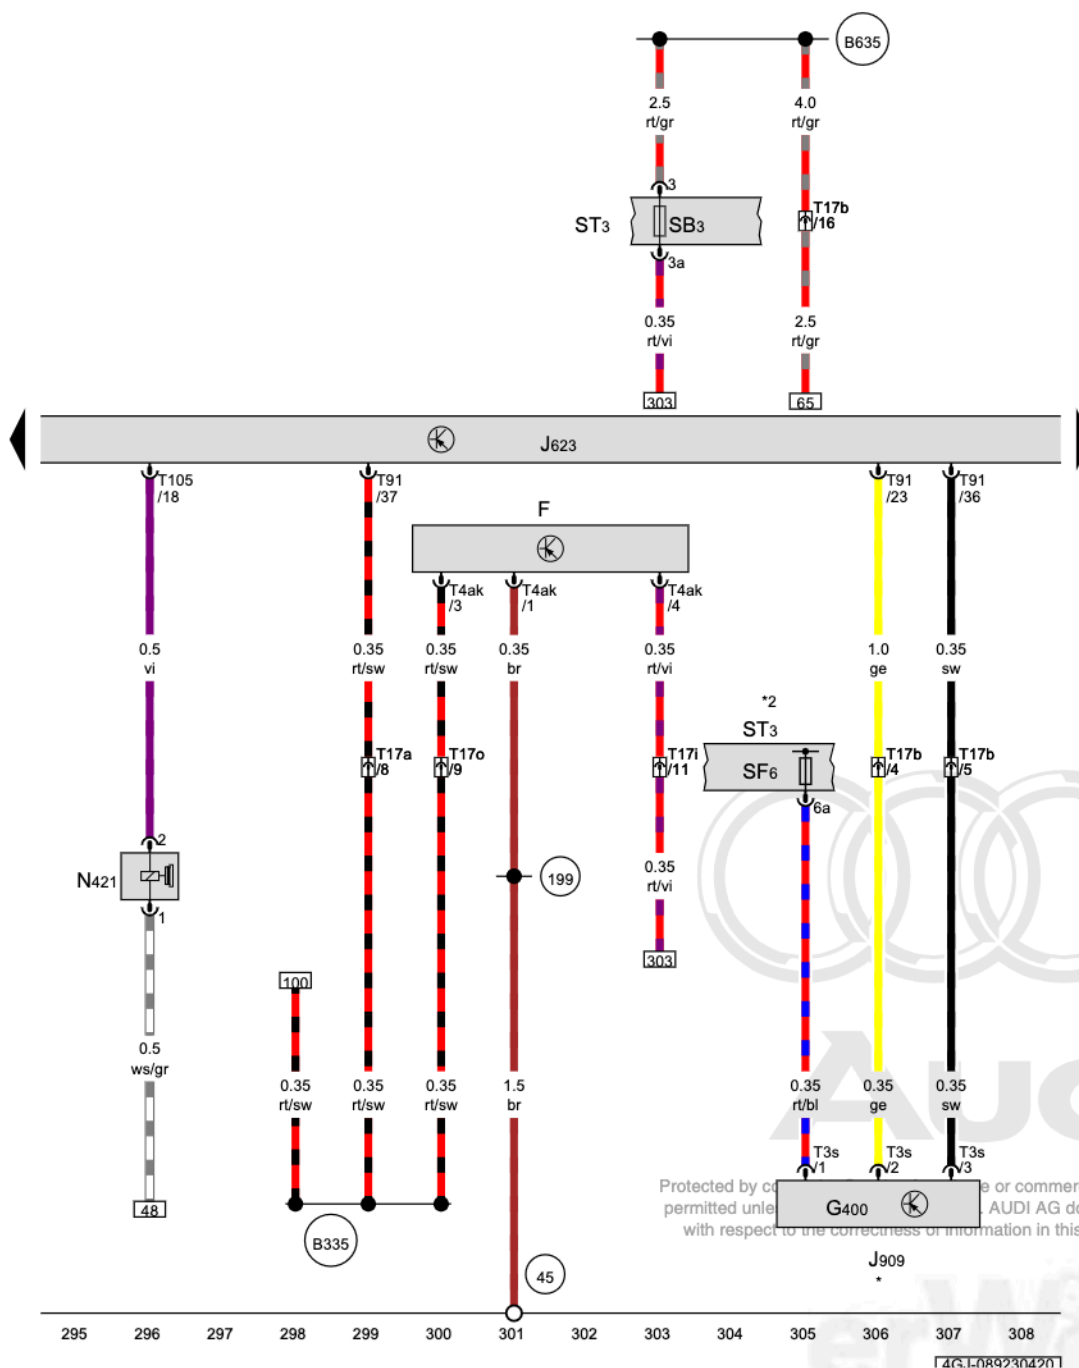 B635
2.5
rt/gr
4.0
rt/gr
3
T17b
/16
ST3
SB3
3a
0.35
rt/vi
2.5
rt/gr
303
65
J623
T105
/18
T91
/37
T91
/23
T91
/36
F
T4ak
/3
T4ak
/1
T4ak
/4
0.5
vi
0.35
rt/sw
0.35
rt/sw
0.35
br
0.35
rt/vi
1.0
ge
0.35
sw
*2
ST3
T17a
/8
T17o
/9
T17i
/11
SF6
T17b
/4
T17b
/5
6a
2
N421
1
199
0.35
rt/vi
303
100
0.5
ws/gr
0.35
rt/sw
0.35
rt/sw
0.35
rt/sw
1.5
br
0.35
rt/bl
0.35
ge
0.35
sw
Au
T3s
/1
T3s
/2
T3s
/3
Protected by co e or commer
permitted unle . AUDI AG do
with respect to the correctness of information in this
G400
48
B335
J909
*
45
295 296 297 298 299 300 301 302 303 304 305 306 307 308
4GJ-089230420